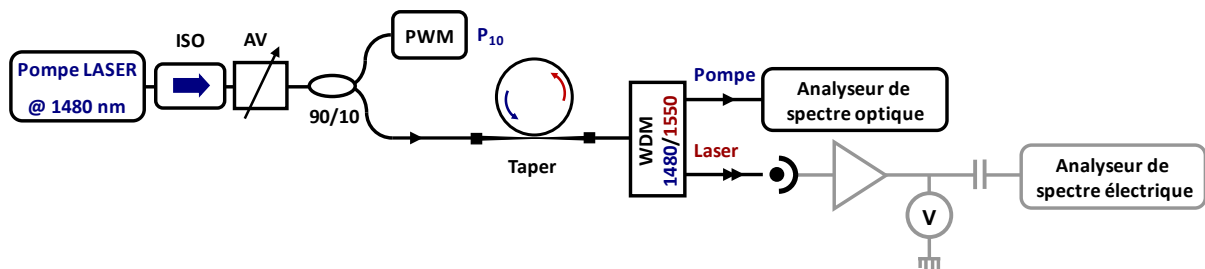 Pompe LASER
@ 1480 nm
ISO
AV
90/10
PWM
P10
Taper
WDM
1480/1550
Pompe
Laser
Analyseur de
spectre optique
V
Analyseur de
spectre électrique